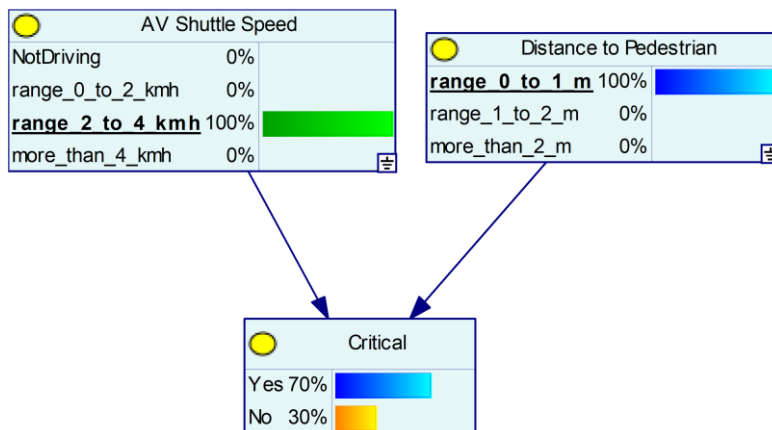 AV Shuttle Speed
NotDriving 0%
range_0_to_2_kmh 0%
range_2_to_4_kmh 100%
more_than_4_kmh 0%
Distance to Pedestrian
range_0_to_1_m 100%
range_1_to_2_m 0%
more_than_2_m 0%
Critical
Yes 70%
No 30%